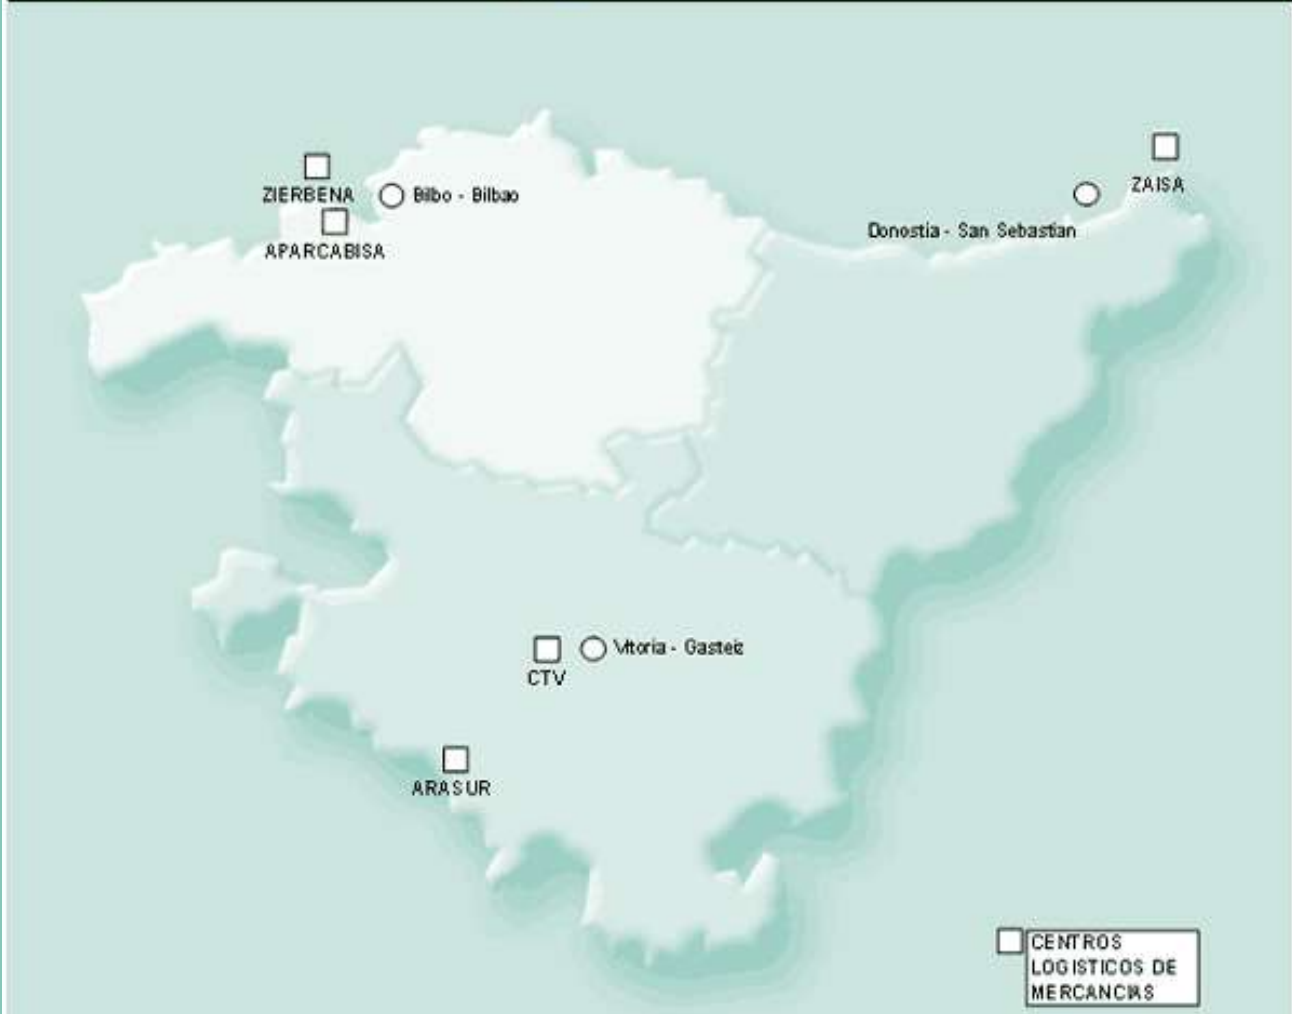 ZIERBENA
Bilbo - Bilbao
APARCABISA
ZAISA
Donostia - San Sebastian
Vitoria - Gasteiz
CTV
ARASUR
CENTROS
LOGISTICOS DE
MERCANCIAS